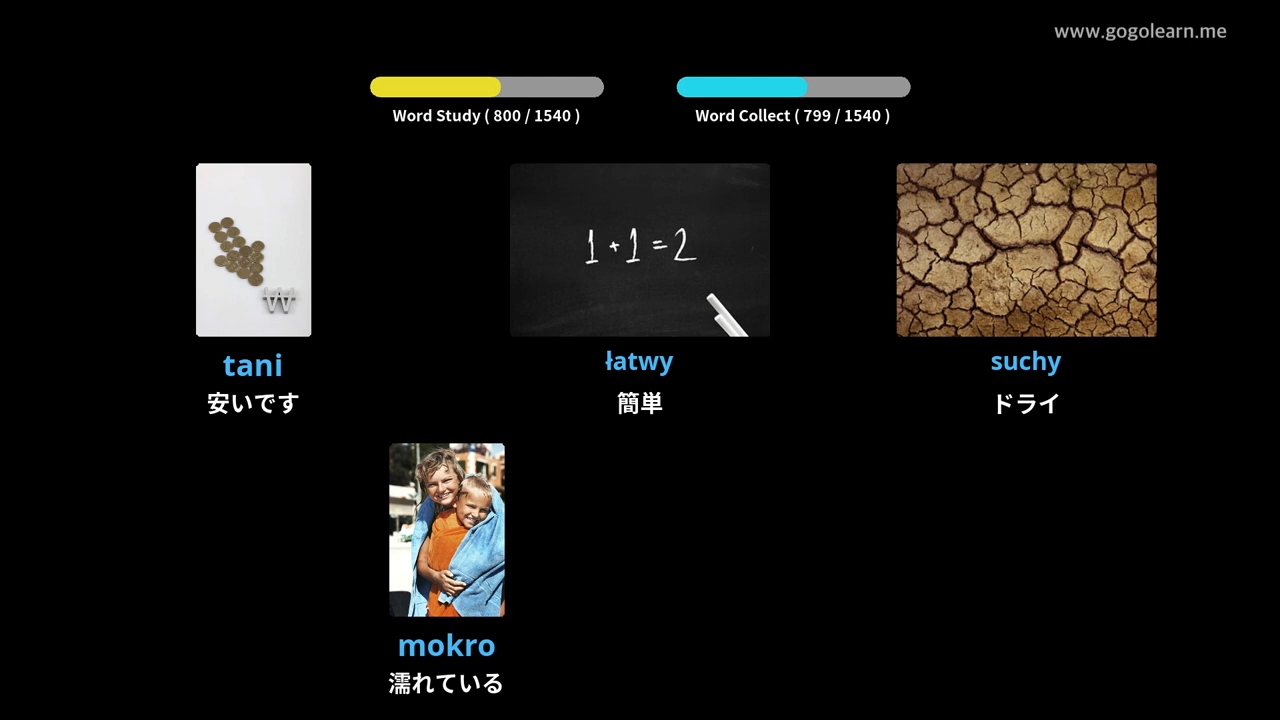 www.gogolearn.me
Word Study ( 800 / 1540 )
Word Collect ( 799 / 1540 )
₩
1 + 1 = 2
tani
łatwy
suchy
安いです
簡単
ドライ
mokro
濡れている